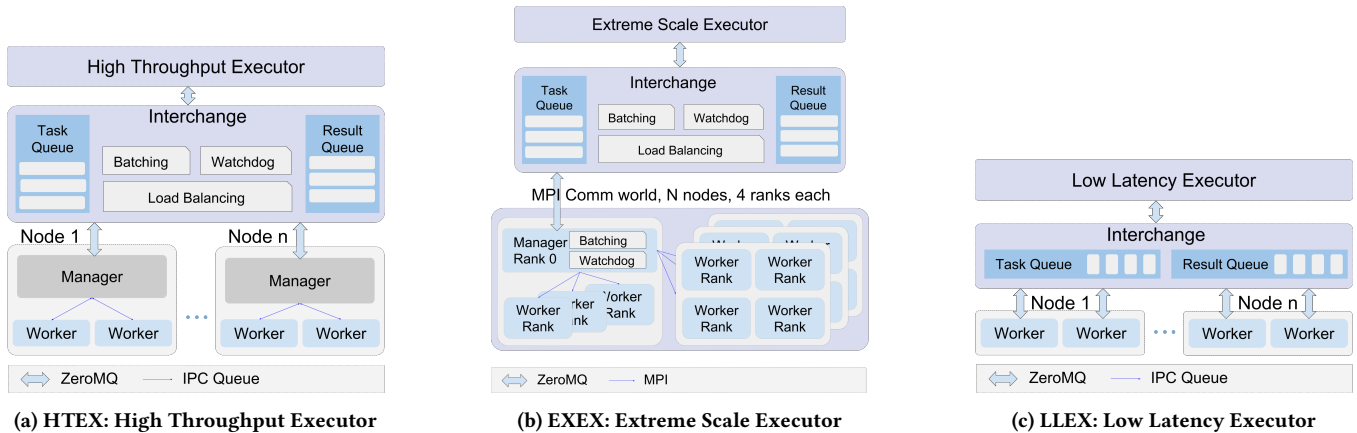 High Throughput Executor
Interchange
Task
Queue
Result
Queue
Batching
Watchdog
Load Balancing
Node 1
Node n
Manager
Manager
Worker
Worker
Worker
Worker
ZeroMQ
IPC Queue
(a) HTEX: High Throughput Executor
Extreme Scale Executor
Interchange
Task
Queue
Result
Queue
Batching
Watchdog
Load Balancing
MPI Comm world, N nodes, 4 ranks each
Manager
Rank 0
Batching
Watchdog
Worker
Rank
Worker
Rank
Worker
Rank
Worker
Worker
Worker
Rank
Worker
Rank
Worker
Rank
Worker
Rank
ZeroMQ
MPI
(b) EXEX: Extreme Scale Executor
Low Latency Executor
Interchange
Task Queue
Result Queue
Node 1
Node n
Worker
Worker
Worker
Worker
ZeroMQ
IPC Queue
(c) LLEX: Low Latency Executor